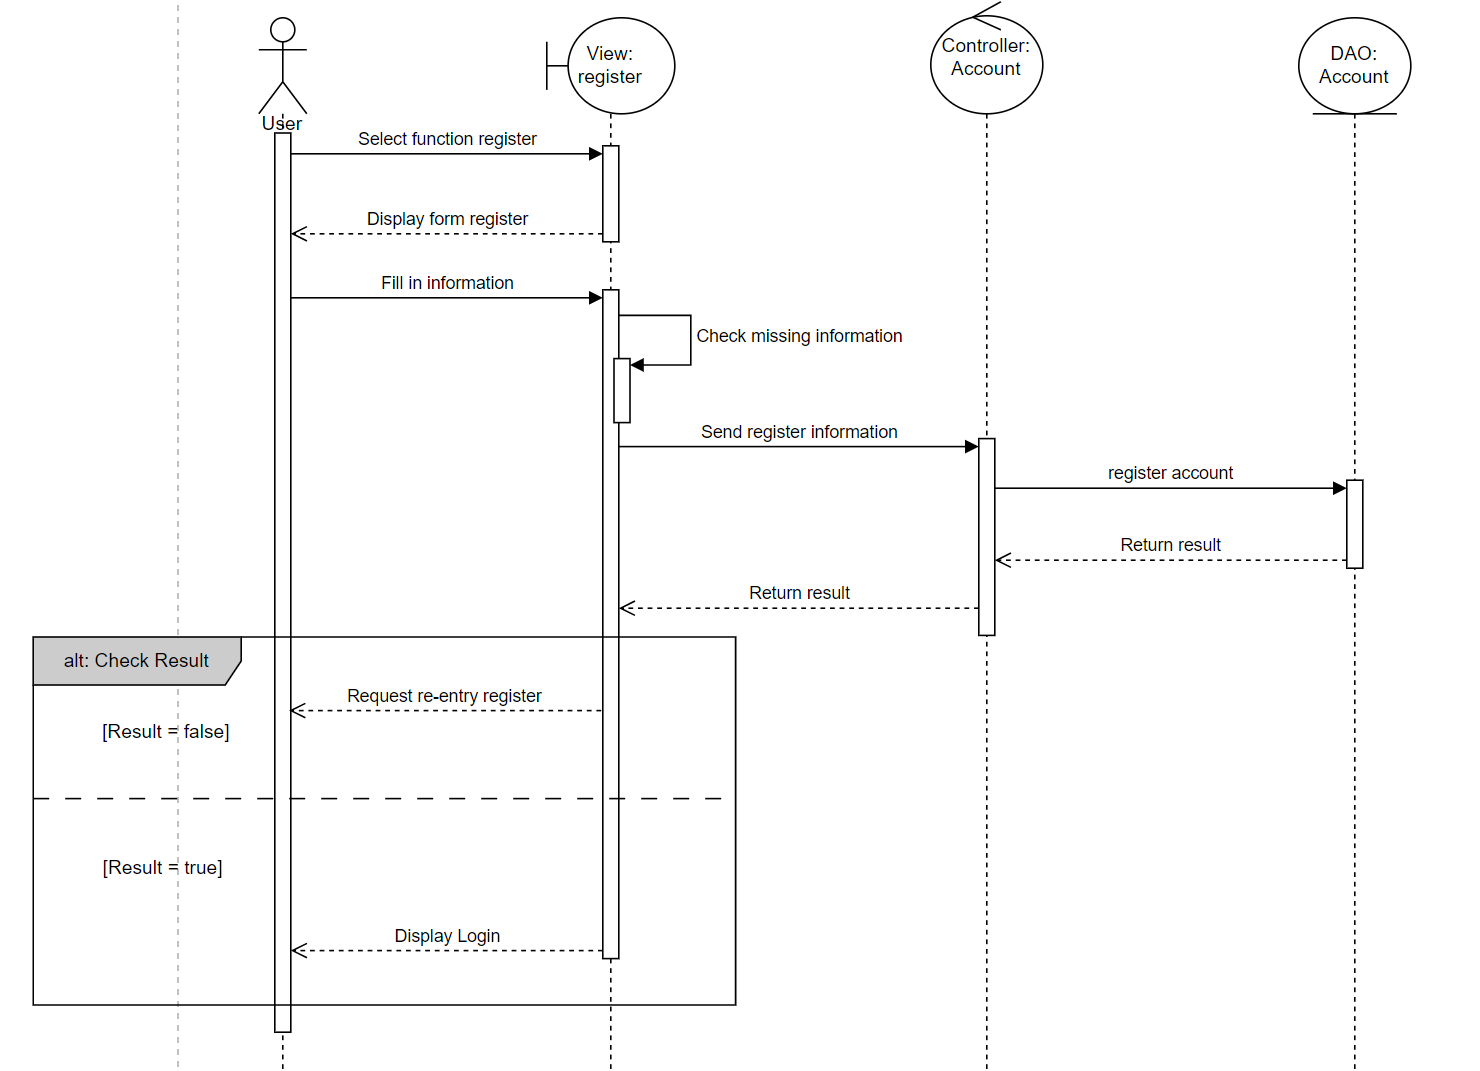 View:
register
Controller:
Account
DAO:
Account
User
Select function register
Display form register
Fill in information
Check missing information
Send register information
register account
Return result
Return result
alt: Check Result
Request re-entry register
[Result = false]
[Result = true]
Display Login